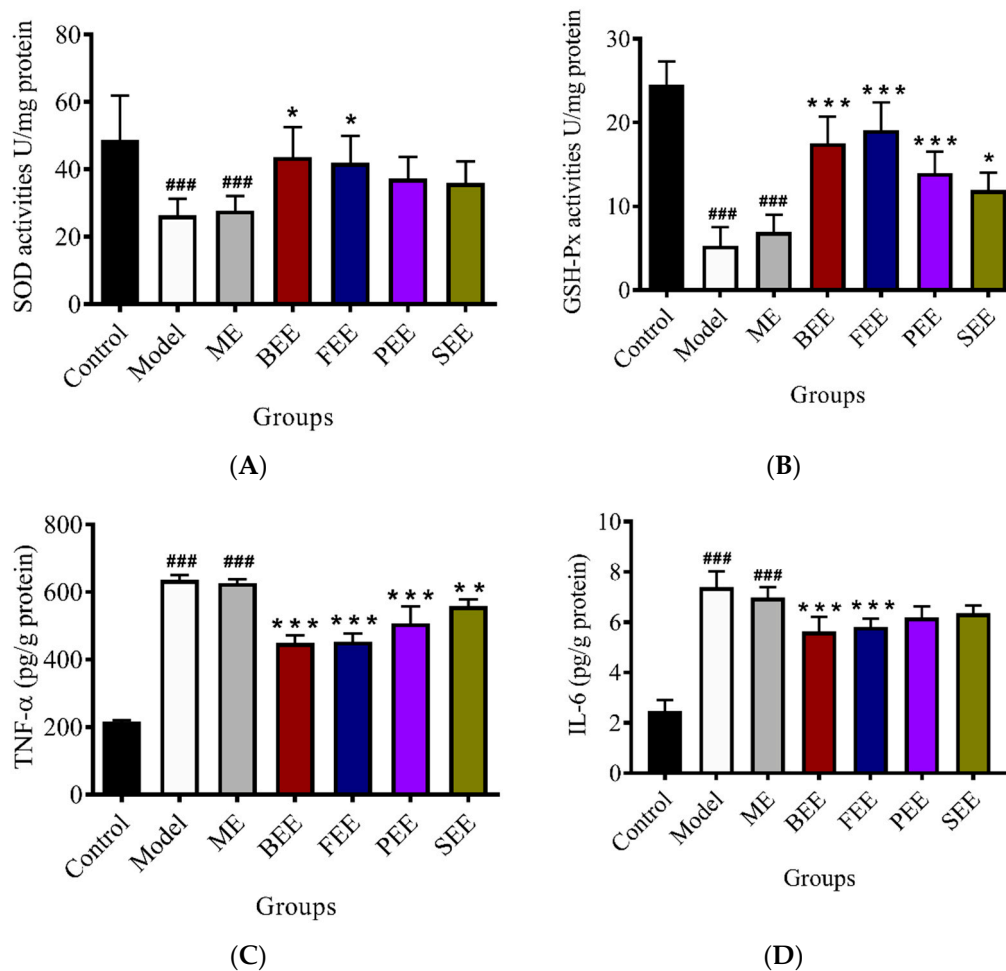 SOD activities U/mg protein
80
60
40
20
0
###
###
*
*
Control
Model
ME
BEE
FEE
PEE
SEE
Groups
(A)
GSH-Px activities U/mg protein
30
20
10
0
###
###
***
***
***
*
Control
Model
ME
BEE
FEE
PEE
SEE
Groups
(B)
TNF-α (pg/g protein)
800
600
400
200
0
###
###
***
***
***
**
Control
Model
ME
BEE
FEE
PEE
SEE
Groups
(C)
IL-6 (pg/g protein)
10
8
6
4
2
0
###
###
***
***
Control
Model
ME
BEE
FEE
PEE
SEE
Groups
(D)